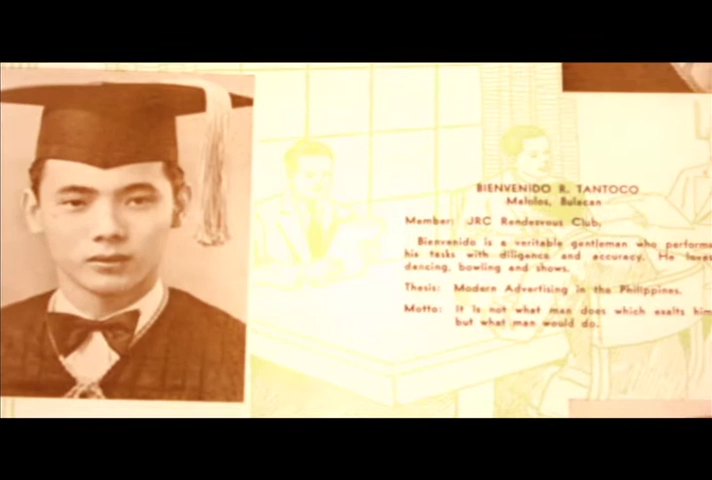 BIENVENIDO R. TANTOCO
Malolos, Bulacan
Member: JRC Rendezvous Club.
Bienvenido is a veritable gentleman who performs
his tasks with diligence and accuracy. He loves
dancing, bowling and shows.
Thesis: Modern Advertising in the Philippines.
Motto: It is not what man does which exalts him
but what man would do.